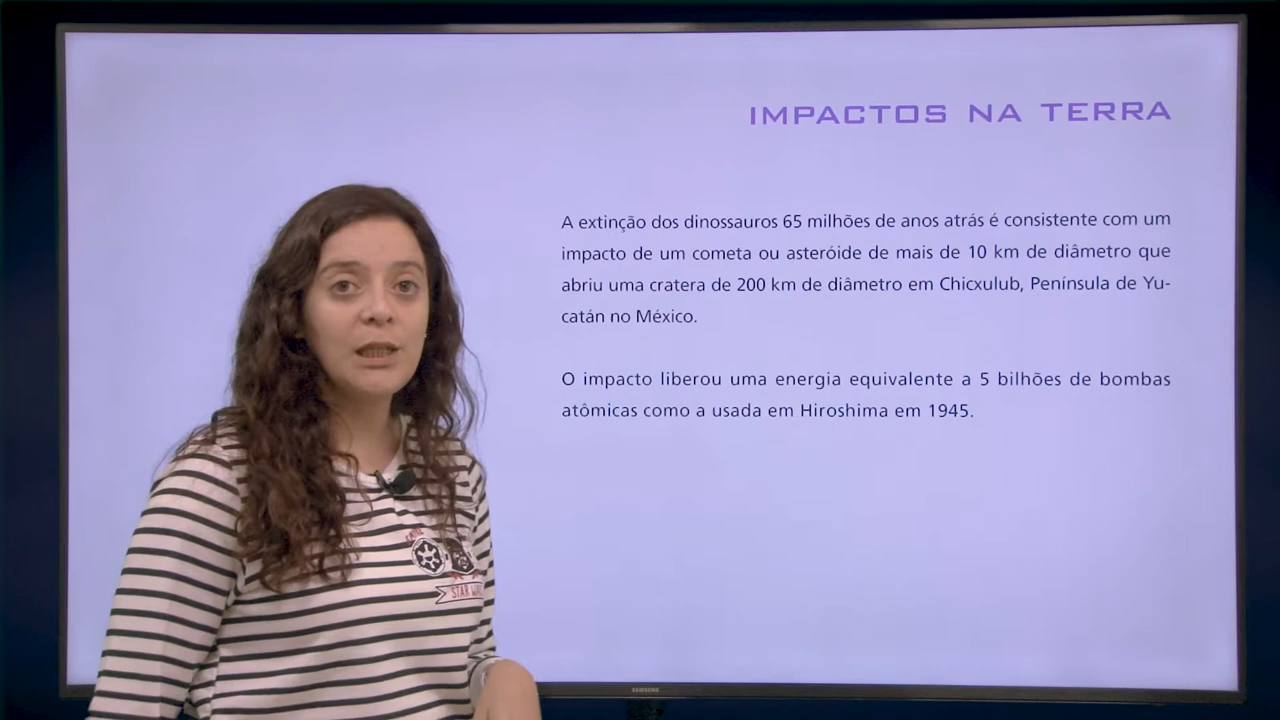 IMPACTOS NA TERRA
A extinção dos dinossauros 65 milhões de anos atrás é consistente com um
impacto de um cometa ou asteróide de mais de 10 km de diâmetro que
abriu uma cratera de 200 km de diâmetro em Chicxulub, Península de Yu-
catán no México.
O impacto liberou uma energia equivalente a 5 bilhões de bombas
atômicas como a usada em Hiroshima em 1945.
STAR
SAMSUNG